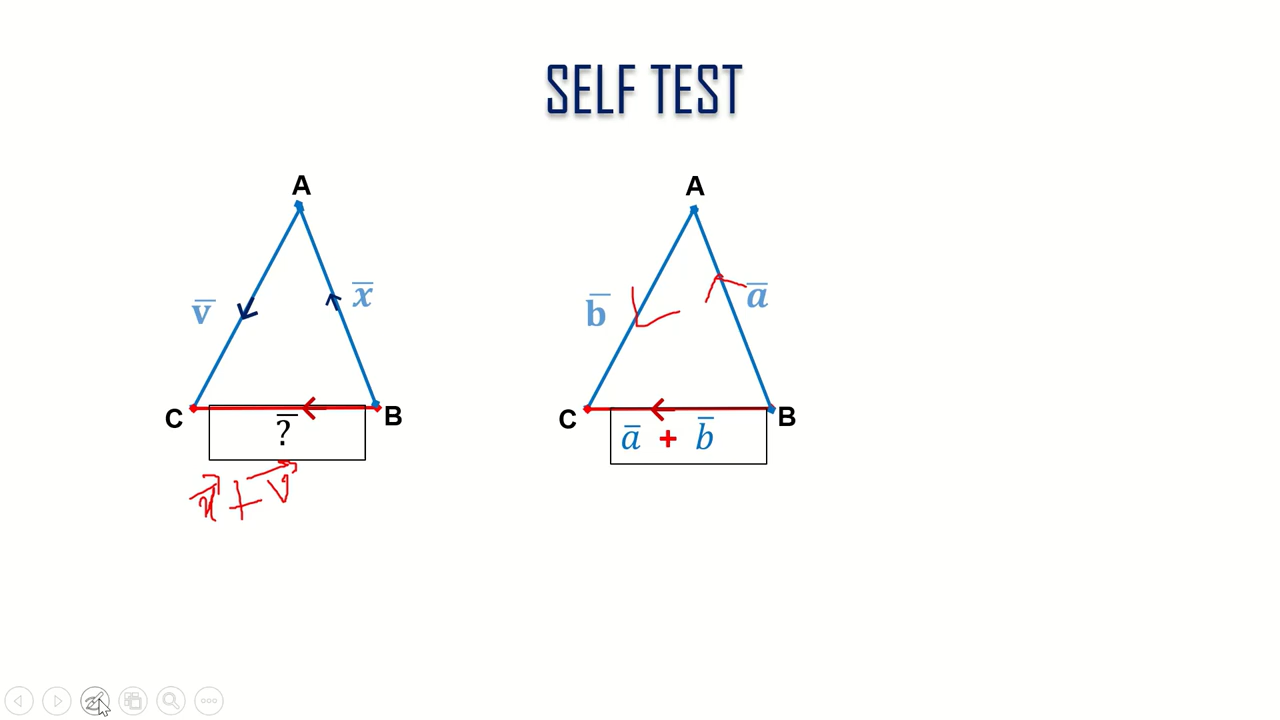 SELF TEST
A
A
v̅
x̅
b̅
a̅
C
B
C
B
?̅
a̅ + b̅
x⃗ + v⃗